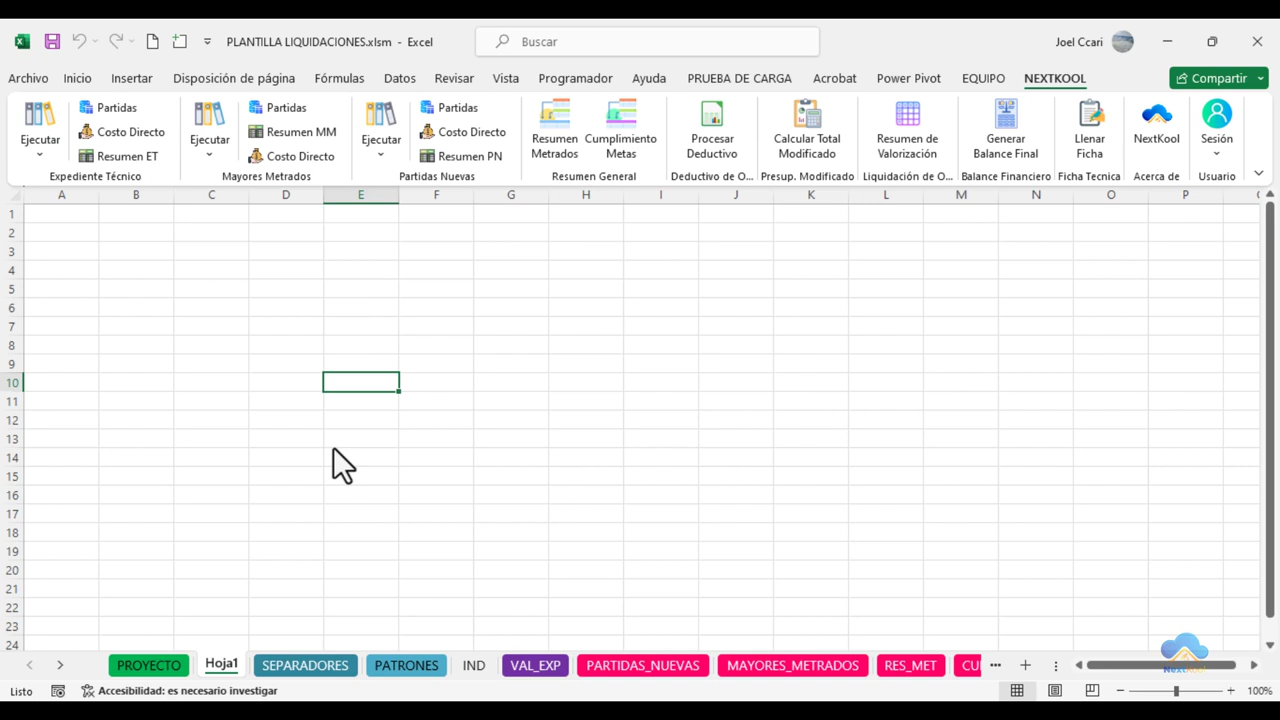 PLANTILLA LIQUIDACIONES.xlsm - Excel
Buscar
Joel Ccari
Archivo Inicio Insertar Disposición de página Fórmulas Datos Revisar Vista Programador Ayuda PRUEBA DE CARGA Acrobat Power Pivot EQUIPO NEXTKOOL Compartir
Ejecutar
Partidas
Costo Directo
Resumen ET
Expediente Técnico
Ejecutar
Partidas
Resumen MM
Costo Directo
Mayores Metrados
Ejecutar
Partidas
Costo Directo
Resumen PN
Partidas Nuevas
Resumen Metrados
Cumplimiento Metas
Resumen General
Procesar Deductivo
Deductivo de O...
Calcular Total Modificado
Presup. Modificado
Resumen de Valorización
Liquidación de O...
Generar Balance Final
Balance Financiero
Llenar Ficha
Ficha Tecnica
NextKool
Acerca de
Sesión
Usuario
A B C D E F G H I J K L M N O P
1
2
3
4
5
6
7
8
9
10
11
12
13
14
15
16
17
18
19
20
21
22
23
24
PROYECTO Hoja1 SEPARADORES PATRONES IND VAL_EXP PARTIDAS_NUEVAS MAYORES_METRADOS RES_MET CU
Listo Accesibilidad: es necesario investigar 100%